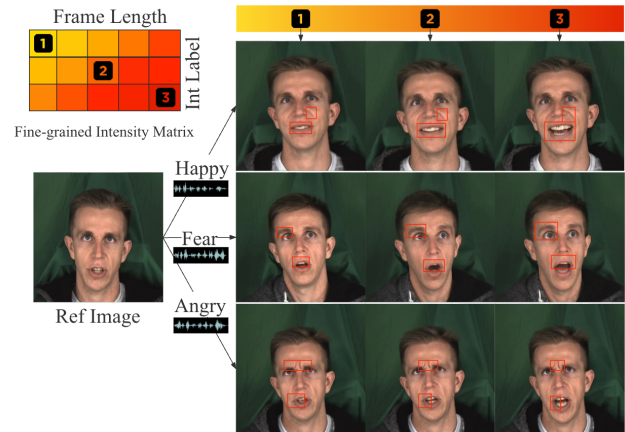 Frame Length
1
2
3
Int Label
Fine-grained Intensity Matrix
1 2 3
Happy
Fear
Angry
Ref Image